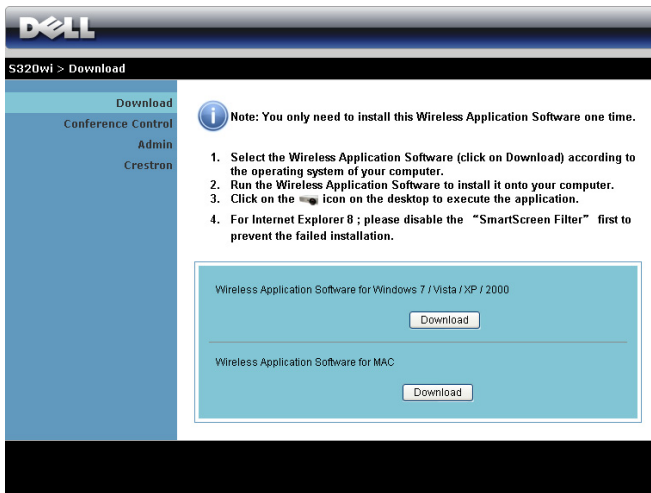 DELL
S320wi > Download
Download
Conference Control
Admin
Crestron
Note: You only need to install this Wireless Application Software one time.
1. Select the Wireless Application Software (click on Download) according to
the operating system of your computer.
2. Run the Wireless Application Software to install it onto your computer.
3. Click on the icon on the desktop to execute the application.
4. For Internet Explorer 8 ; please disable the “SmartScreen Filter” first to
prevent the failed installation.
Wireless Application Software for Windows 7 / Vista / XP / 2000
Download
Wireless Application Software for MAC
Download